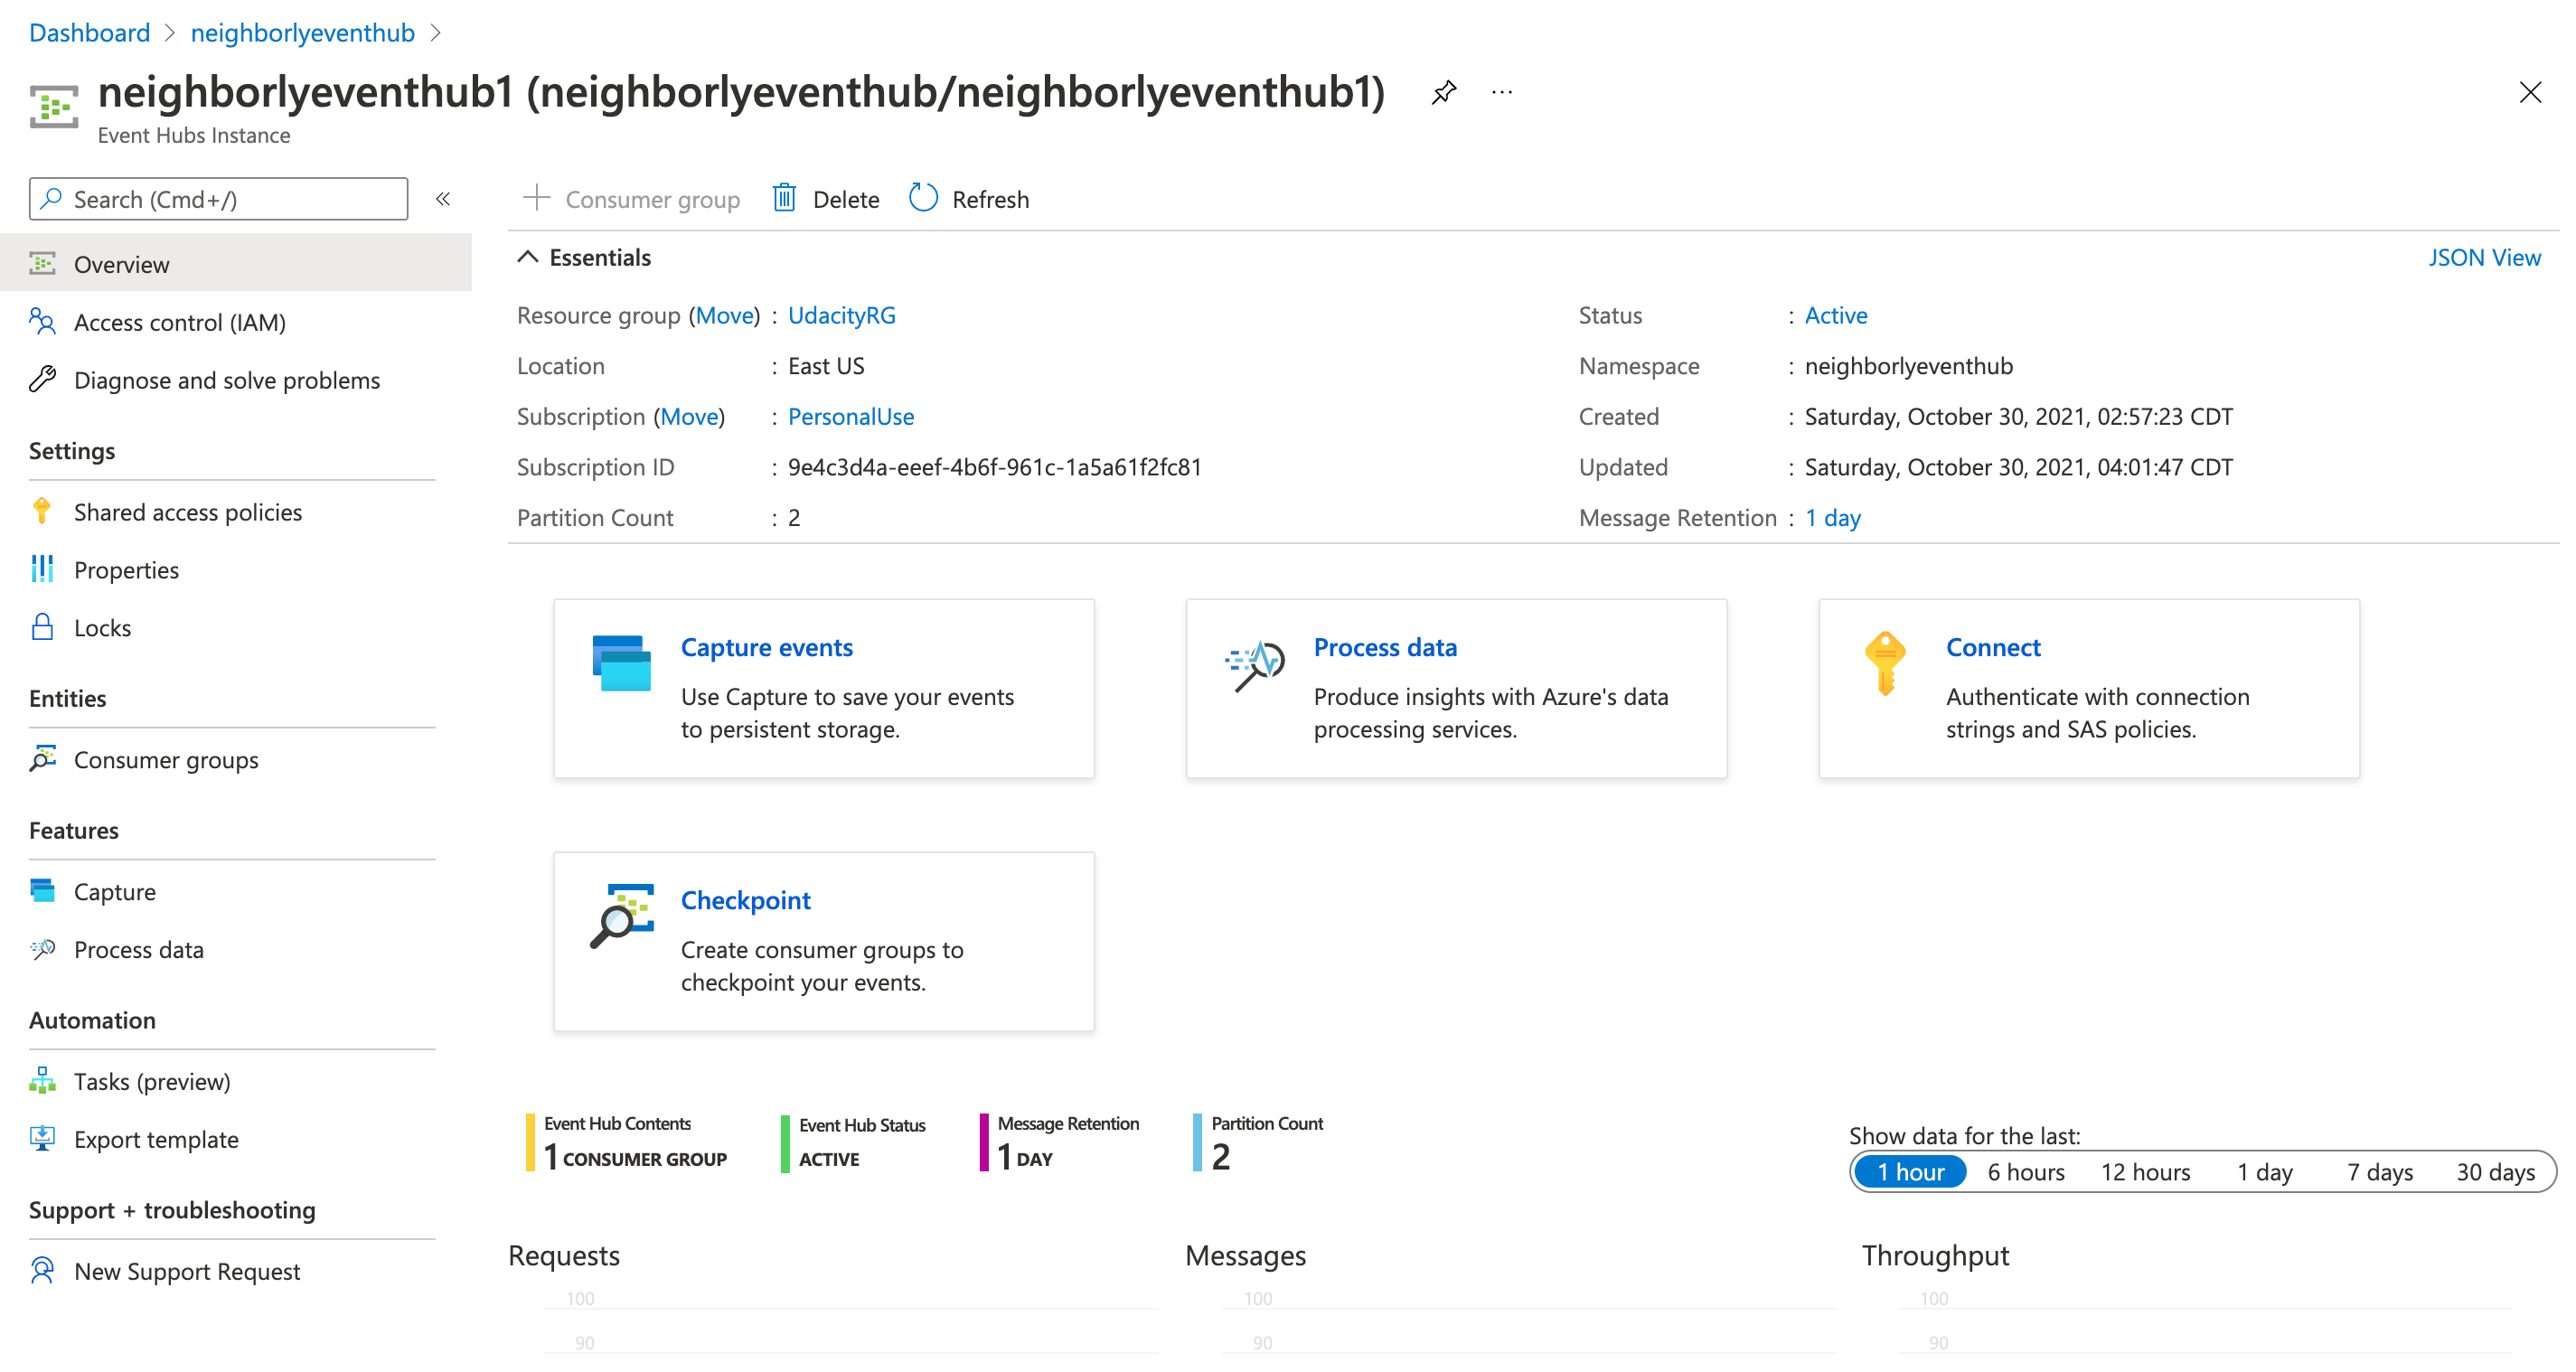 Dashboard > neighborlyeventhub >
neighborlyeventhub1 (neighborlyeventhub/neighborlyeventhub1)
Event Hubs Instance
Search (Cmd+/)
Overview
Access control (IAM)
Diagnose and solve problems
Settings
Shared access policies
Properties
Locks
Entities
Consumer groups
Features
Capture
Process data
Automation
Tasks (preview)
Export template
Support + troubleshooting
New Support Request
Consumer group
Delete
Refresh
Essentials
JSON View
Resource group (Move) : UdacityRG
Location : East US
Subscription (Move) : PersonalUse
Subscription ID : 9e4c3d4a-eeef-4b6f-961c-1a5a61f2fc81
Partition Count : 2
Status : Active
Namespace : neighborlyeventhub
Created : Saturday, October 30, 2021, 02:57:23 CDT
Updated : Saturday, October 30, 2021, 04:01:47 CDT
Message Retention : 1 day
Capture events
Use Capture to save your events
to persistent storage.
Process data
Produce insights with Azure's data
processing services.
Connect
Authenticate with connection
strings and SAS policies.
Checkpoint
Create consumer groups to
checkpoint your events.
Event Hub Contents
1 CONSUMER GROUP
Event Hub Status
ACTIVE
Message Retention
1 DAY
Partition Count
2
Show data for the last:
1 hour 6 hours 12 hours 1 day 7 days 30 days
Requests
100
90
Messages
100
90
Throughput
100
90